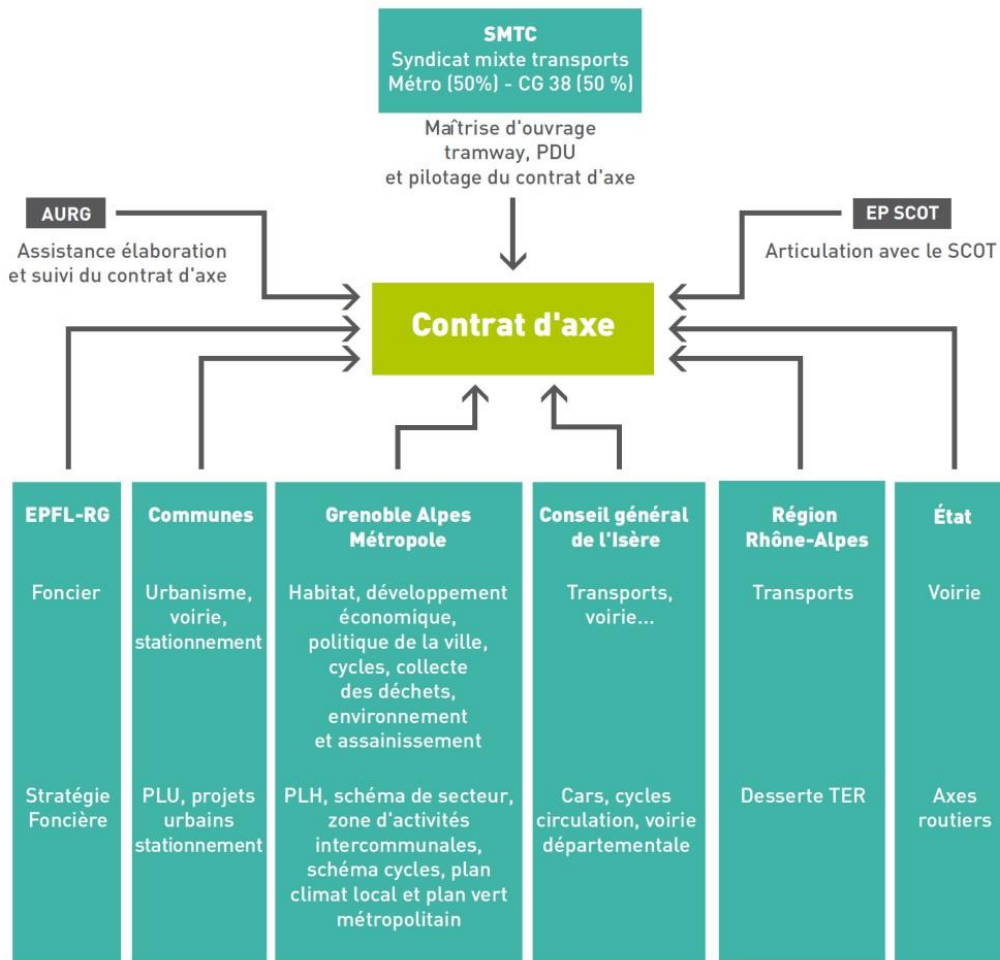 SMTC
Syndicat mixte transports
Métro (50%) - CG 38 (50 %)
Maîtrise d'ouvrage
tramway, PDU
et pilotage du contrat d'axe
AURG
Assistance élaboration
et suivi du contrat d'axe
EP SCOT
Articulation avec le SCOT
Contrat d'axe
EPFL-RG
Foncier
Stratégie
Foncière
Communes
Urbanisme,
voirie,
stationnement
PLU, projets
urbains
stationnement
Grenoble Alpes
Métropole
Habitat, développement
économique,
politique de la ville,
cycles, collecte
des déchets,
environnement
et assainissement
PLH, schéma de secteur,
zone d'activités
intercommunales,
schéma cycles, plan
climat local et plan vert
métropolitain
Conseil général
de l'Isère
Transports,
voirie...
Cars, cycles
circulation, voirie
départementale
Région
Rhône-Alpes
Transports
Desserte TER
État
Voirie
Axes
routiers